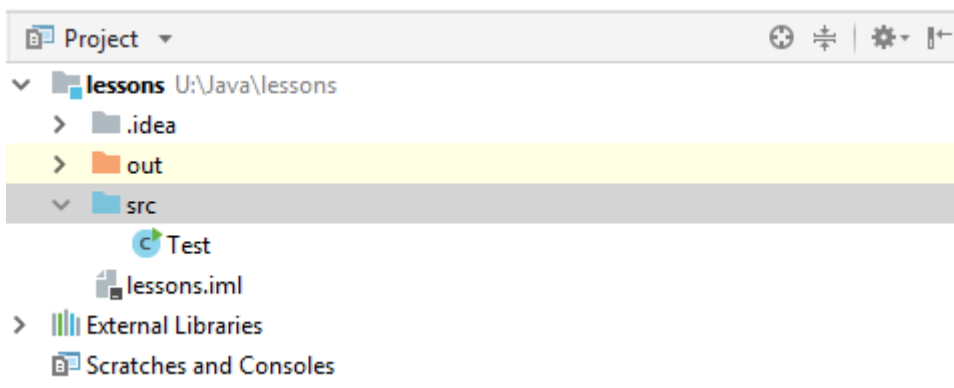 Project
lessons U:\Java\lessons
.idea
out
src
C Test
lessons.iml
External Libraries
Scratches and Consoles